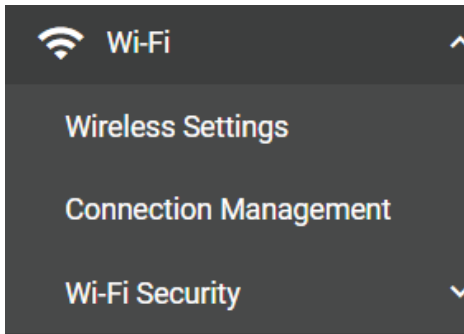 Wi-Fi
Wireless Settings
Connection Management
Wi-Fi Security